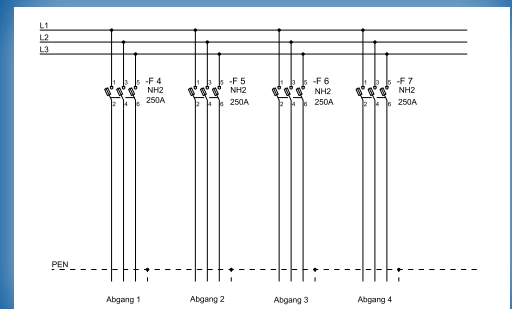 L1
L2
L3
1 3 5 -F 4
NH2
250A
2 4 6
1 3 5 -F 5
NH2
250A
2 4 6
1 3 5 -F 6
NH2
250A
2 4 6
1 3 5 -F 7
NH2
250A
2 4 6
PEN
Abgang 1 Abgang 2 Abgang 3 Abgang 4